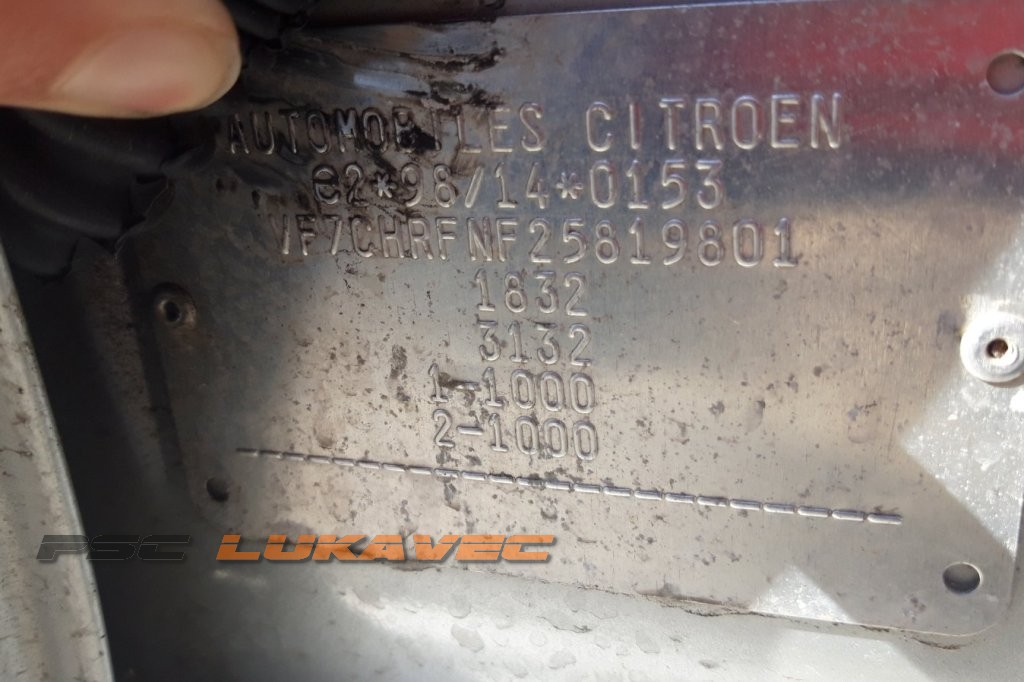 AUTOMOBILES CITROEN
e2*98/14*0153
VF7CHRFNF25819801
1832
3132
1-1000
2-1000
PSC LUKAVEC